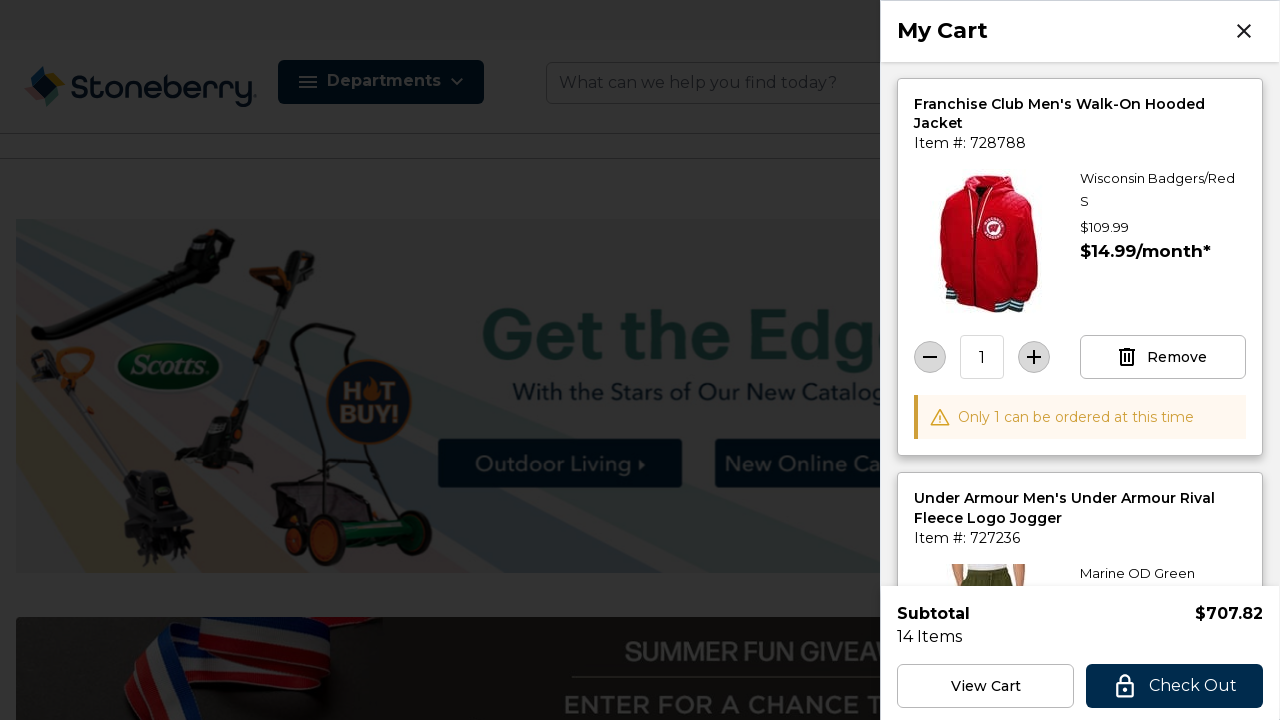 Stoneberry
Departments
What can we help you find today?
Scotts
HOT
BUY!
Get the Edge
With the Stars of Our New Catalog
Outdoor Living
New Online
SUMMER FUN
ENTER FOR A CHANCE
My Cart
Franchise Club Men's Walk-On Hooded
Jacket
Item #: 728788
Wisconsin Badgers/Red
S
$109.99
$14.99/month*
1
Remove
Only 1 can be ordered at this time
Under Armour Men's Under Armour Rival
Fleece Logo Jogger
Item #: 727236
Marine OD Green
Subtotal $707.82
14 Items
View Cart
Check Out